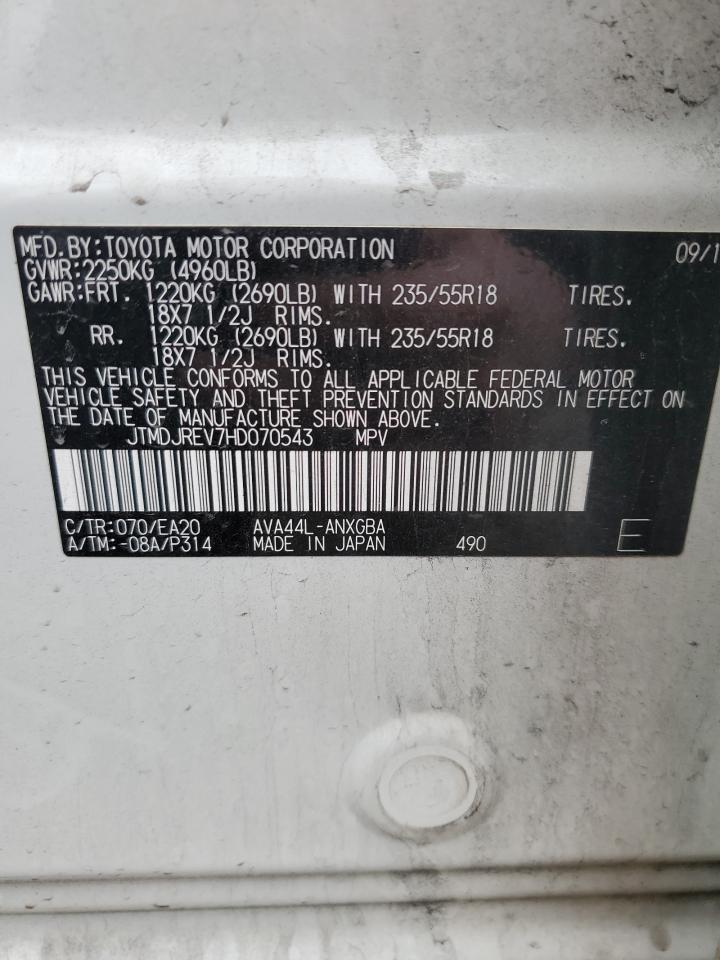 MFD.BY:TOYOTA MOTOR CORPORATION 09/1
GVWR:2250KG (4960LB)
GAWR:FRT. 1220KG (2690LB) WITH 235/55R18 TIRES.
18X7 1/2J RIMS.
RR. 1220KG (2690LB) WITH 235/55R18 TIRES.
18X7 1/2J RIMS.
THIS VEHICLE CONFORMS TO ALL APPLICABLE FEDERAL MOTOR
VEHICLE SAFETY AND THEFT PREVENTION STANDARDS IN EFFECT ON
THE DATE OF MANUFACTURE SHOWN ABOVE.
JTMDJREV7HD070543 MPV
C/TR:070/EA20 AVA44L-ANXGBA
A/TM:-08A/P314 MADE IN JAPAN 490 E